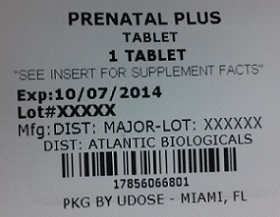 PRENATAL PLUS
TABLET
1 TABLET
"SEE INSERT FOR SUPPLEMENT FACTS"
Exp:10/07/2014
Lot#XXXXX
Mfg:DIST: MAJOR-LOT: XXXXXX
DIST: ATLANTIC BIOLOGICALS
17856066801
PKG BY UDOSE - MIAMI, FL